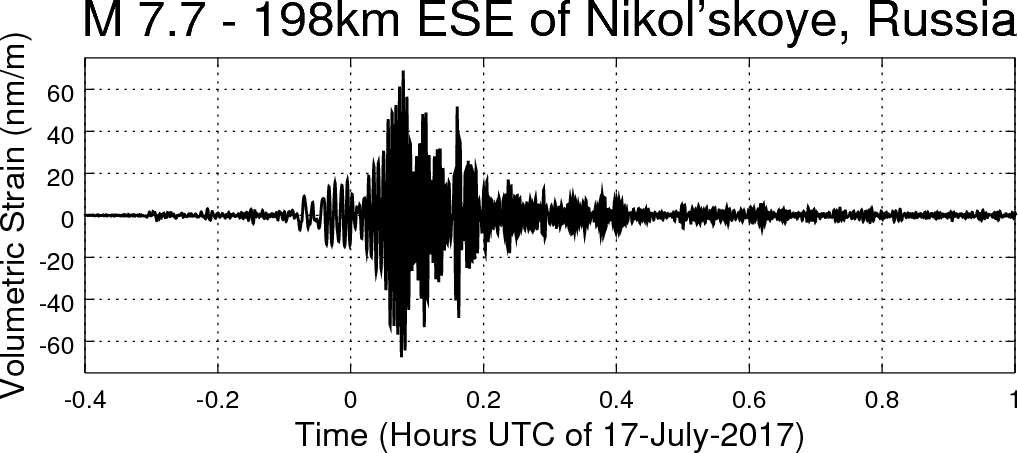 M 7.7 - 198km ESE of Nikol'skoye, Russia
Volumetric Strain (nm/m)
60
40
20
0
-20
-40
-60
-0.4 -0.2 0 0.2 0.4 0.6 0.8 1
Time (Hours UTC of 17-July-2017)